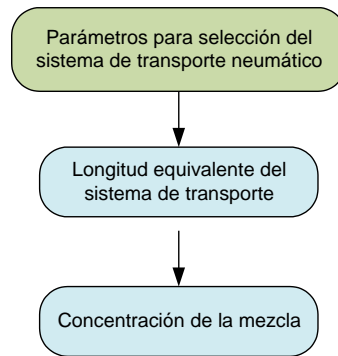 Parámetros para selección del
sistema de transporte neumático
Longitud equivalente del
sistema de transporte
Concentración de la mezcla